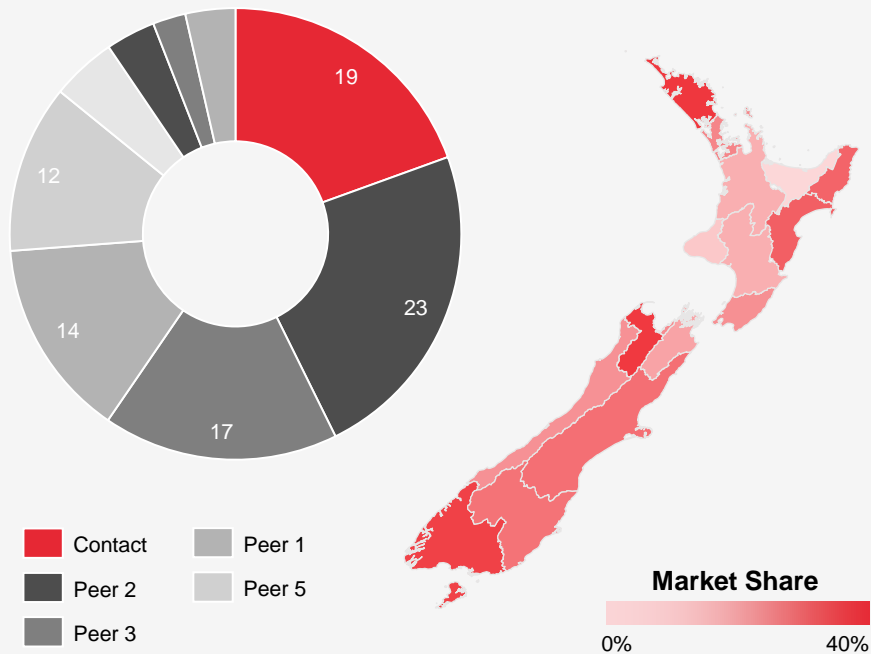 19
12
23
14
17
Contact
Peer 1
Peer 2
Peer 5
Peer 3
Market Share
0%
40%